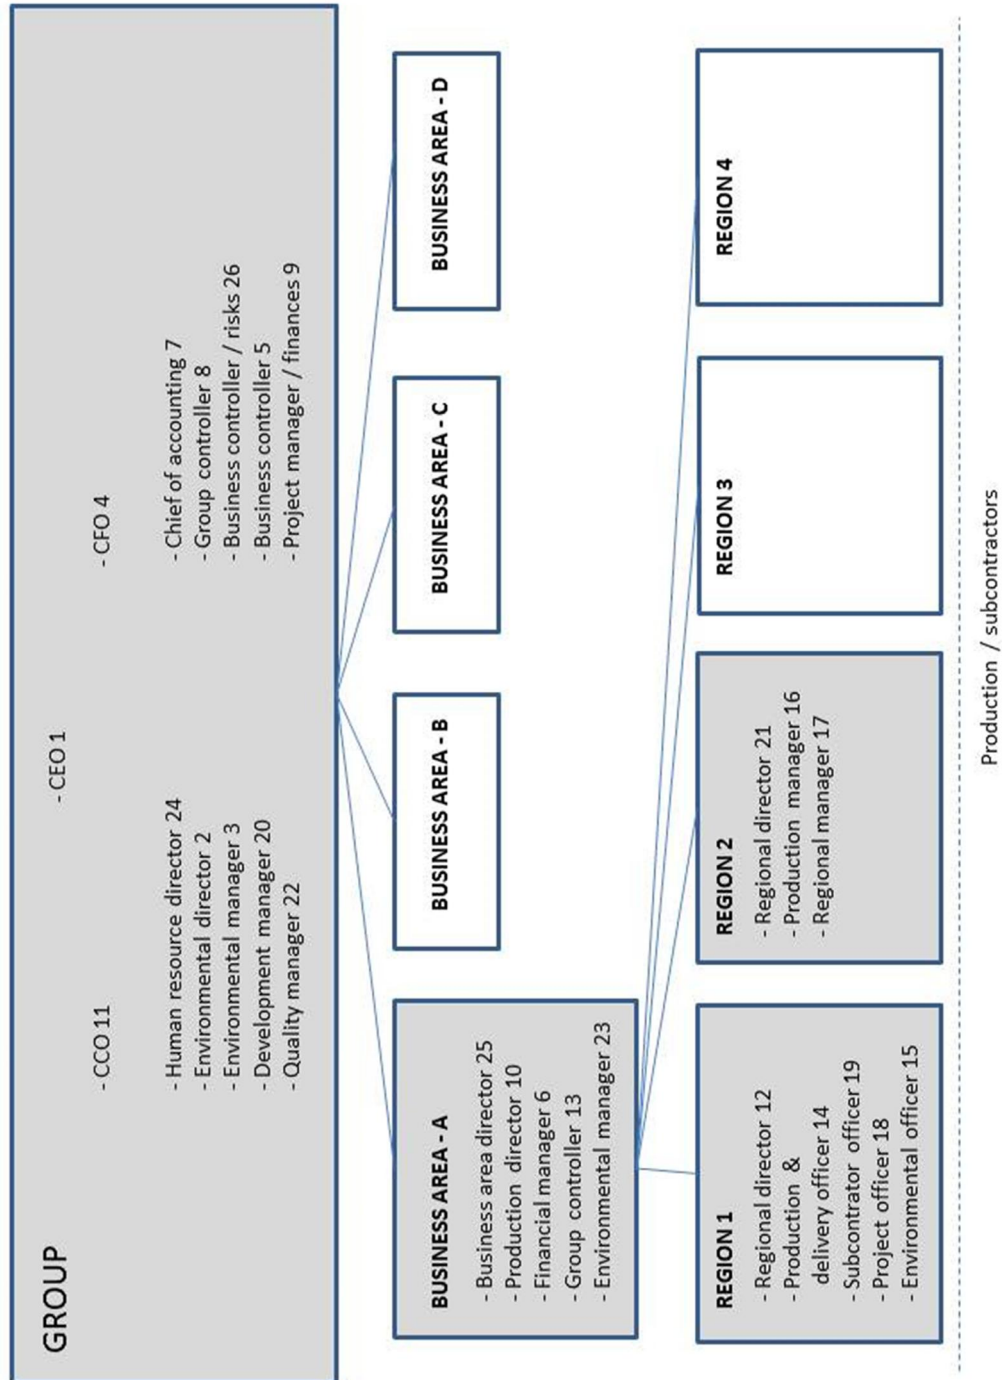 GROUP
- CEO 1
- CCO 11
- CFO 4
- Human resource director 24
- Environmental director 2
- Environmental manager 3
- Development manager 20
- Quality manager 22
- Chief of accounting 7
- Group controller 8
- Business controller / risks 26
- Business controller 5
- Project manager / finances 9
BUSINESS AREA - A
- Business area director 25
- Production director 10
- Financial manager 6
- Group controller 13
- Environmental manager 23
BUSINESS AREA - B
BUSINESS AREA - C
BUSINESS AREA - D
REGION 1
- Regional director 12
- Production &
delivery officer 14
- Subcontrator officer 19
- Project officer 18
- Environmental officer 15
REGION 2
- Regional director 21
- Production manager 16
- Regional manager 17
REGION 3
REGION 4
Production / subcontractors